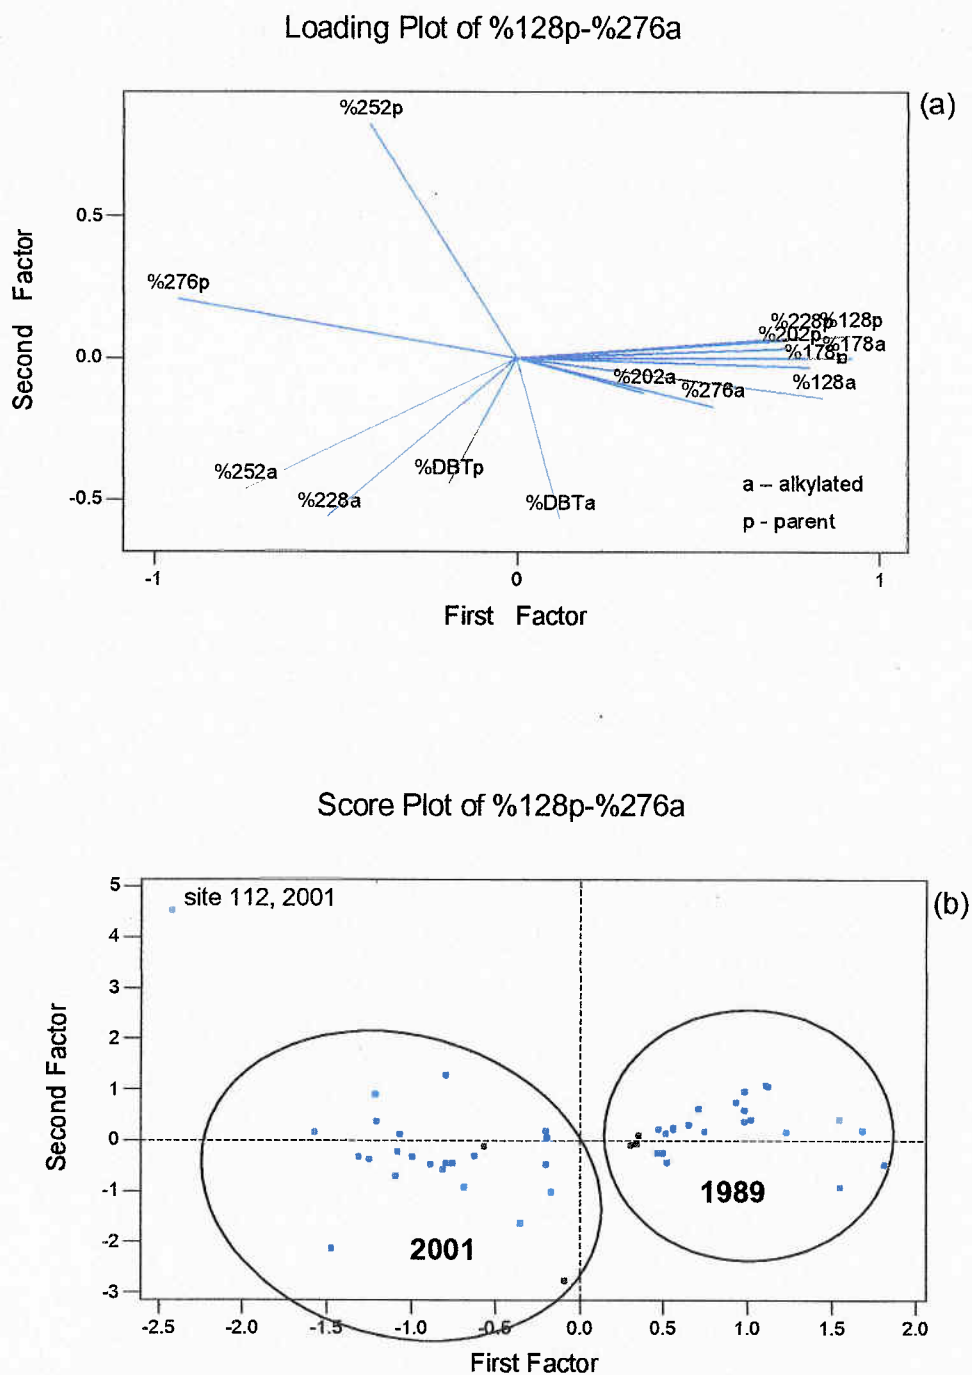 Loading Plot of %128p-%276a
(a)
%252p
0.5
%276p
%228p %128p
%202p
%178a
0.0
%178p
%202a
%128a
%276a
%252a
%DBTp
a – alkylated
-0.5
%228a
%DBTa
p - parent
-1 0 1
First Factor
Second Factor
Score Plot of %128p-%276a
5
site 112, 2001
(b)
4
3
2
1
0
-1
1989
-2
2001
-3
-2.5 -2.0 -1.5 -1.0 -0.5 0.0 0.5 1.0 1.5 2.0
First Factor
Second Factor